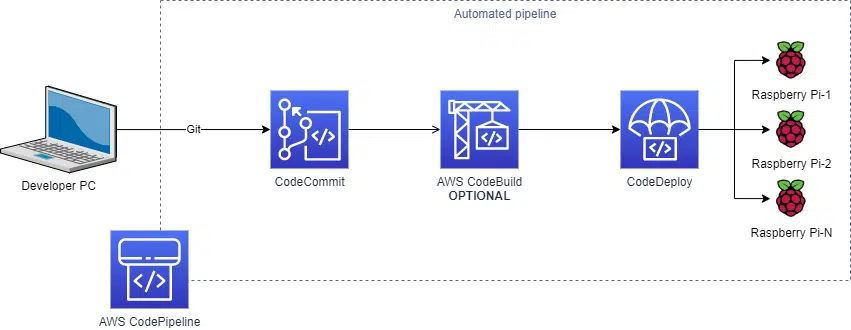 Automated pipeline
Git
Developer PC
CodeCommit
AWS CodeBuild
OPTIONAL
CodeDeploy
Raspberry Pi-1
Raspberry Pi-2
Raspberry Pi-N
AWS CodePipeline